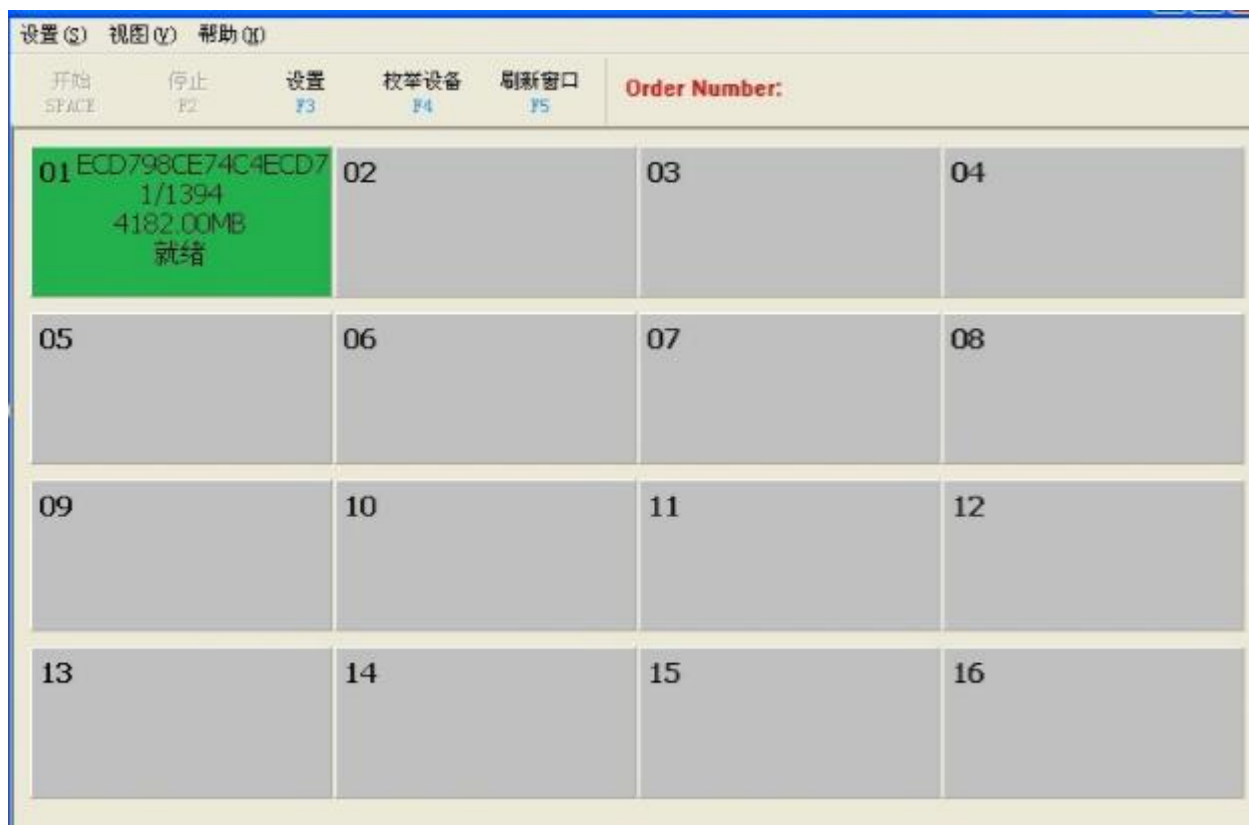 设置(S) 视图(V) 帮助(H)
开始 停止 设置 枚举设备 刷新窗口 Order Number:
SPACE F2 F3 F4 F5
01 ECD798CE74C4ECD7 02 03 04
1/1394
4182.00MB
就绪
05 06 07 08
09 10 11 12
13 14 15 16